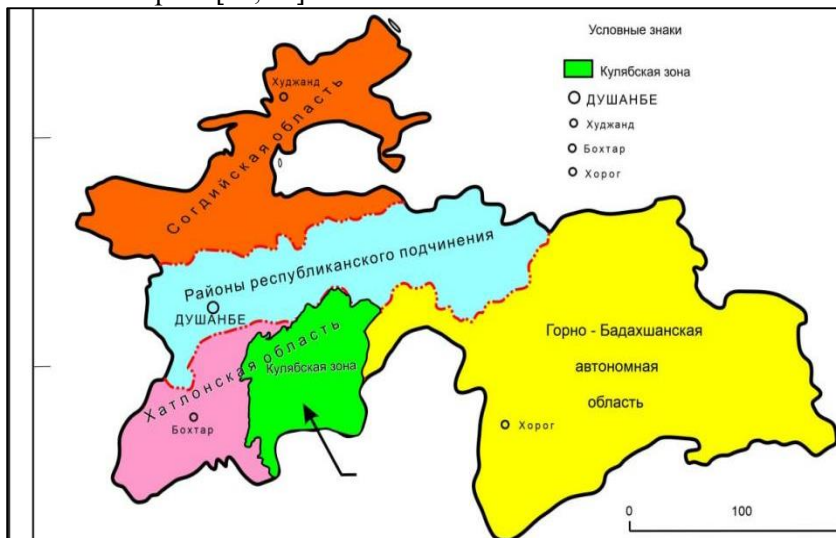 Условные знаки
Кулябская зона
ДУШАНБЕ
Худжанд
Бохтар
Хорог
Худжанд
Согдийская область
Районы республиканского подчинения
ДУШАНБЕ
Хатлонская область
Кулябская зона
Бохтар
Горно - Бадахшанская
автономная
область
Хорог
0 100